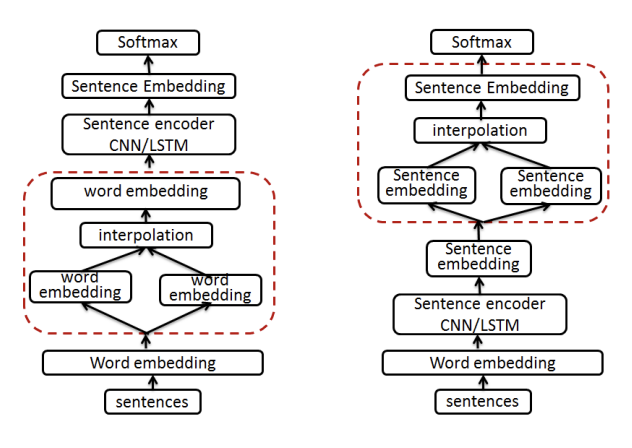 Softmax
Sentence Embedding
Sentence encoder
CNN/LSTM
word embedding
interpolation
word
embedding
word
embedding
Word embedding
sentences
Softmax
Sentence Embedding
interpolation
Sentence
embedding
Sentence
embedding
Sentence
embedding
Sentence encoder
CNN/LSTM
Word embedding
sentences